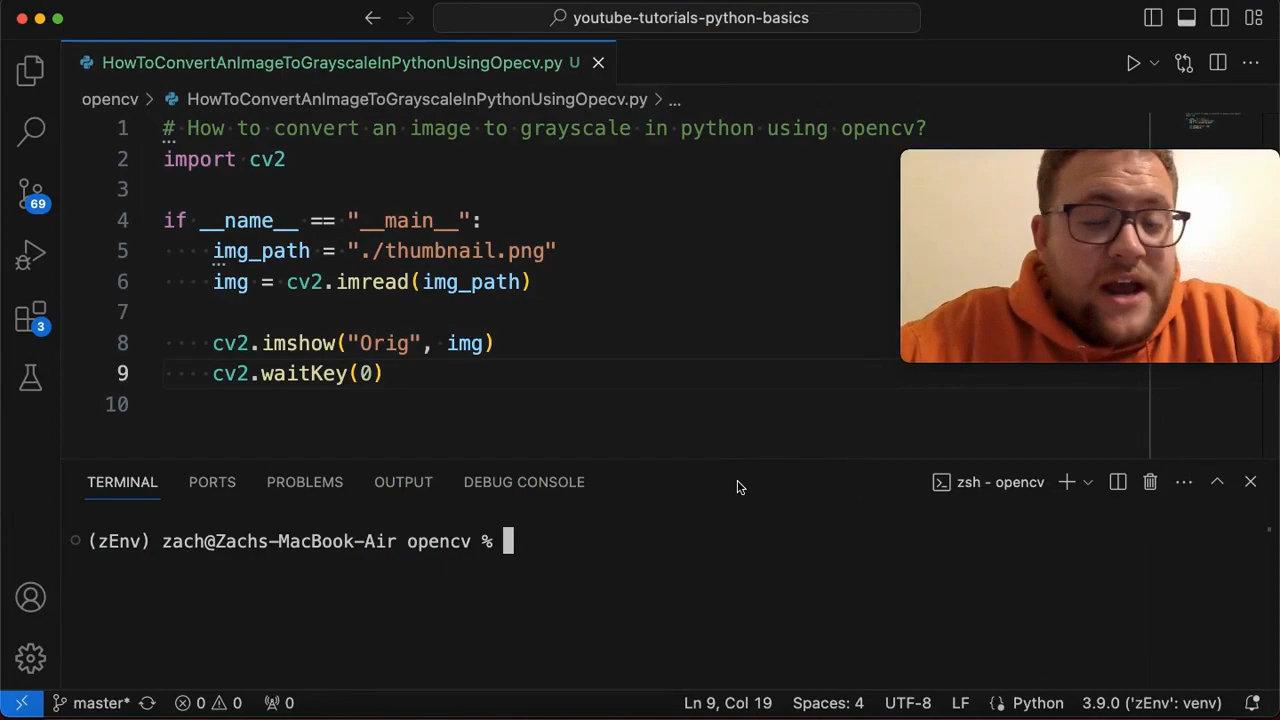 youtube-tutorials-python-basics
HowToConvertAnImageToGrayscaleInPythonUsingOpecv.py U
opencv > HowToConvertAnImageToGrayscaleInPythonUsingOpecv.py > ...
1 # How to convert an image to grayscale in python using opencv?
2 import cv2
3
4 if __name__ == "__main__":
5 img_path = "./thumbnail.png"
6 img = cv2.imread(img_path)
7
8 cv2.imshow("Orig", img)
9 cv2.waitKey(0)
10
69
3
TERMINAL PORTS PROBLEMS OUTPUT DEBUG CONSOLE zsh - opencv
(zEnv) zach@Zachs-MacBook-Air opencv %
master* 0 0 0 Ln 9, Col 19 Spaces: 4 UTF-8 LF Python 3.9.0 ('zEnv': venv)